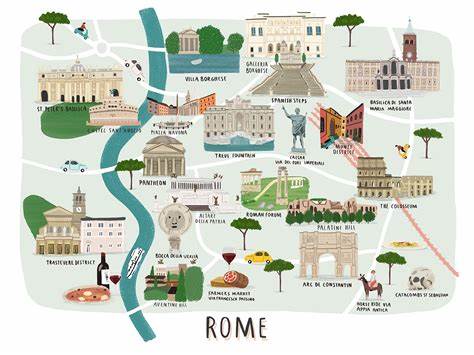 VILLA BORGHESE
GALLERIA
BORGHESE
SPANISH STEPS
BASILICA DI SANTA
MARIA MAGGIORE
ST PETER'S BASILICA
CASTEL SANT'ANGELO
PIAZZA NAVONA
TREVI FOUNTAIN
CAESAR
VIA DEI FORI IMPERIALI
MONTI
DISTRICT
PANTHEON
ALTARE
DELLA PATRIA
ROMAN FORUM
PALATINE HILL
THE COLOSSEUM
TRASTEVERE DISTRICT
BOCCA DELLA VERITÀ
AVENTINE HILL
FARMERS MARKET
VIA FRANCESCO
ARC DE CONSTANTIN
HORSE RIDE VIA
APPIA ANTICA
CATACOMBS ST SEBASTIAN
ROME